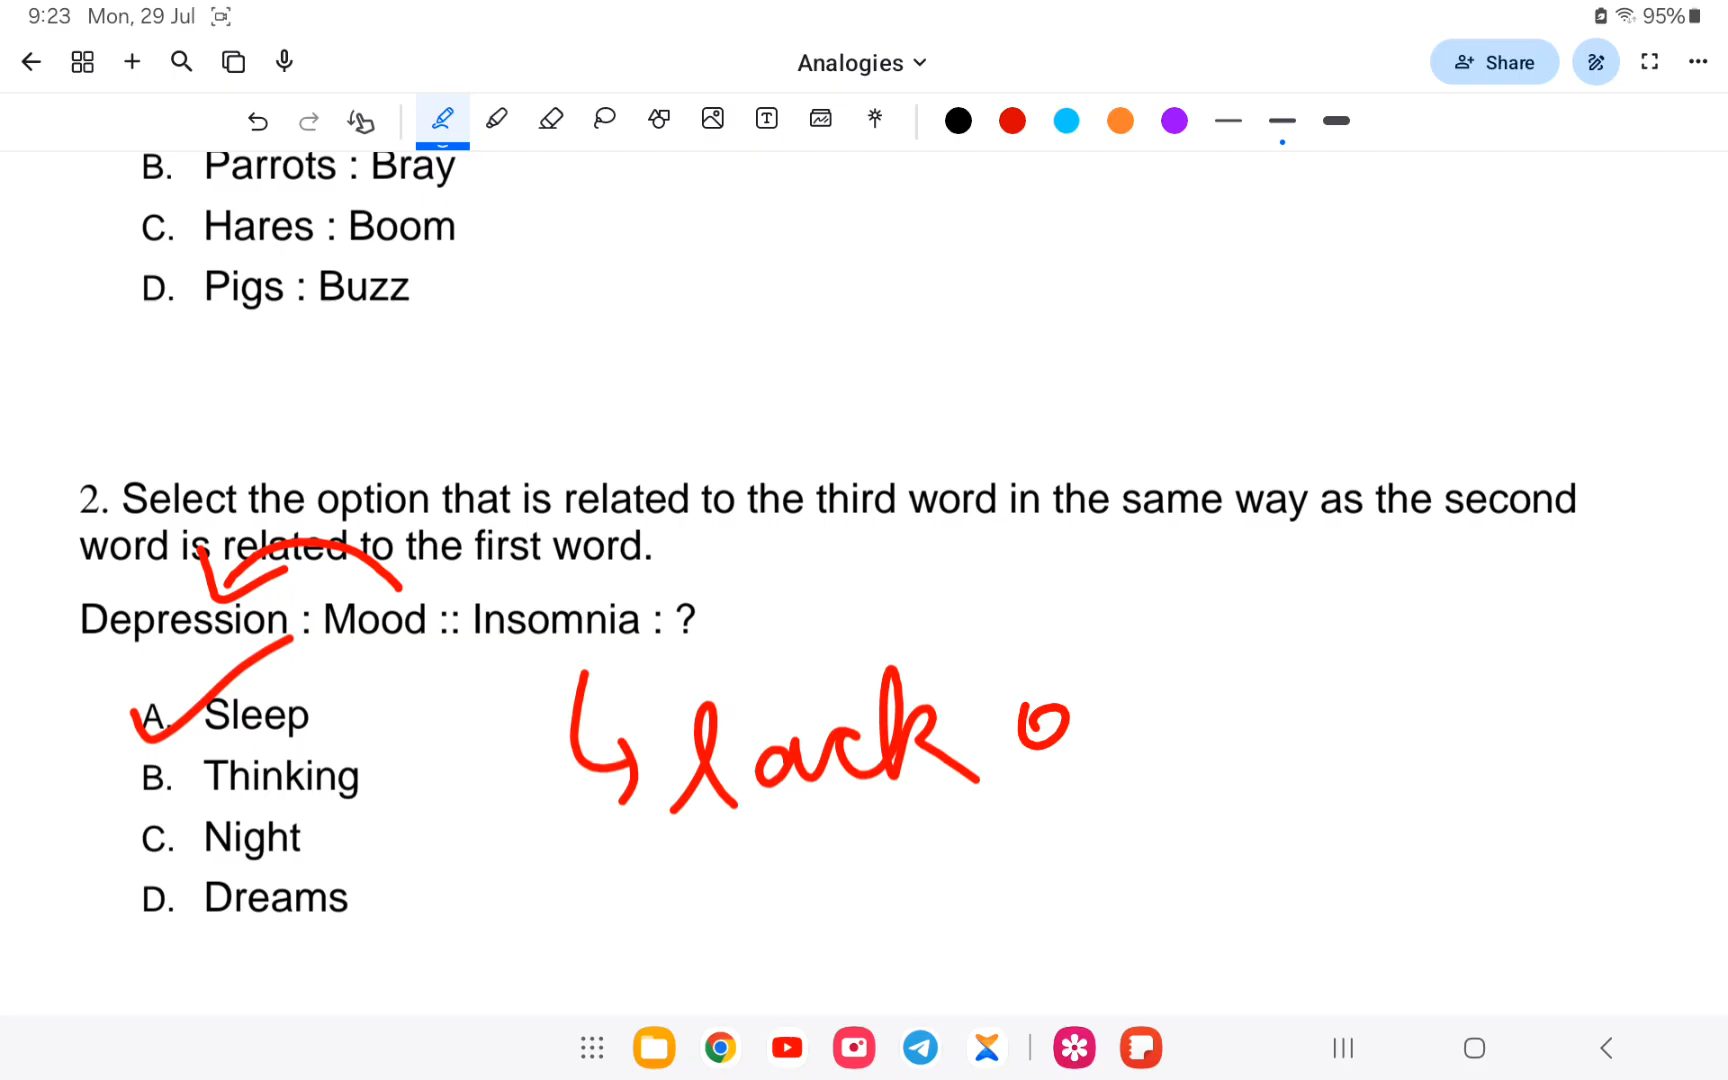 9:23 Mon, 29 Jul 95%
Analogies
Share
B. Parrots : Bray
C. Hares : Boom
D. Pigs : Buzz
2. Select the option that is related to the third word in the same way as the second
word is related to the first word.
Depression : Mood :: Insomnia : ?
A. Sleep
lack o
B. Thinking
C. Night
D. Dreams